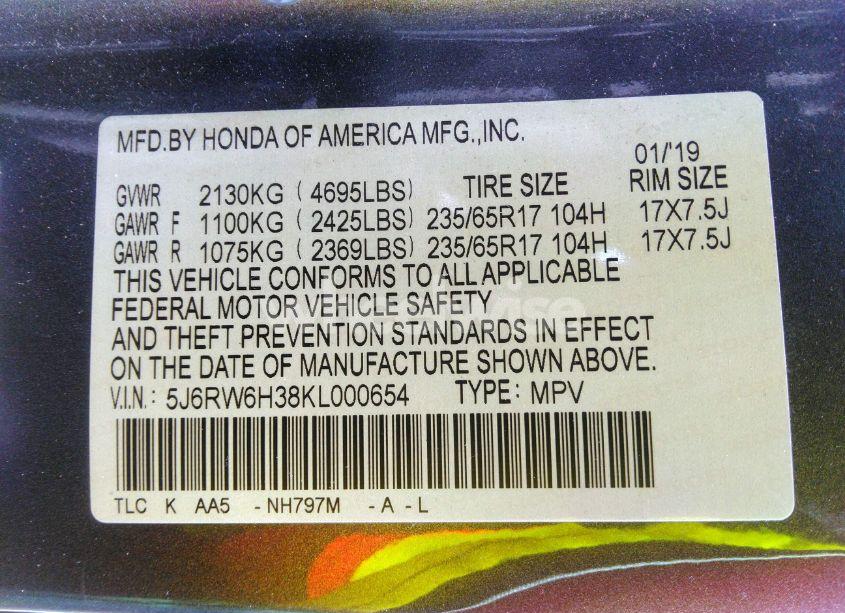 MFD.BY HONDA OF AMERICA MFG.,INC.
01/'19
GVWR 2130KG ( 4695LBS) TIRE SIZE RIM SIZE
GAWR F 1100KG ( 2425LBS) 235/65R17 104H 17X7.5J
GAWR R 1075KG ( 2369LBS) 235/65R17 104H 17X7.5J
THIS VEHICLE CONFORMS TO ALL APPLICABLE
FEDERAL MOTOR VEHICLE SAFETY
AND THEFT PREVENTION STANDARDS IN EFFECT
ON THE DATE OF MANUFACTURE SHOWN ABOVE.
V.I.N.: 5J6RW6H38KL000654 TYPE: MPV
TLC K AA5 -NH797M -A-L